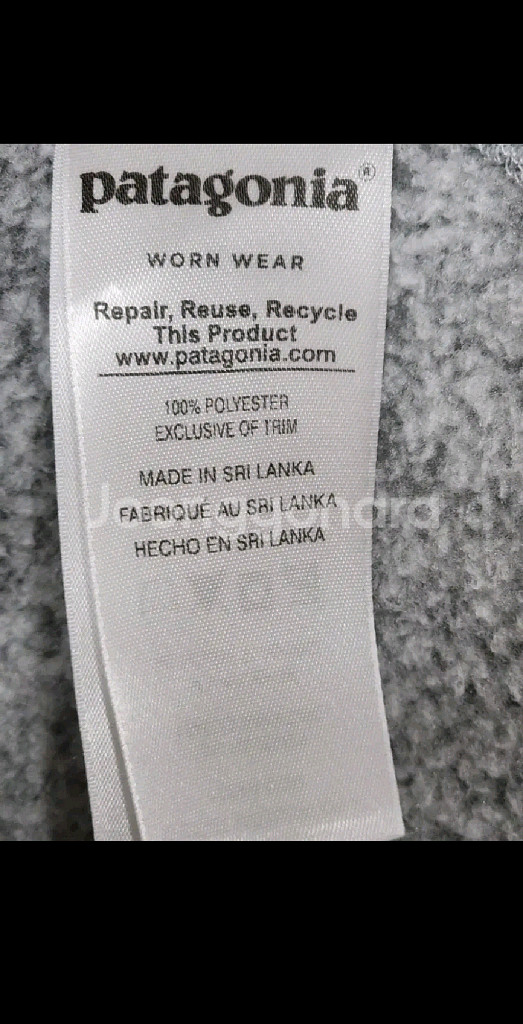 patagonia®
WORN WEAR
Repair, Reuse, Recycle
This Product
www.patagonia.com
100% POLYESTER
EXCLUSIVE OF TRIM
MADE IN SRI LANKA
FABRIQUÉ AU SRI LANKA
HECHO EN SRI LANKA